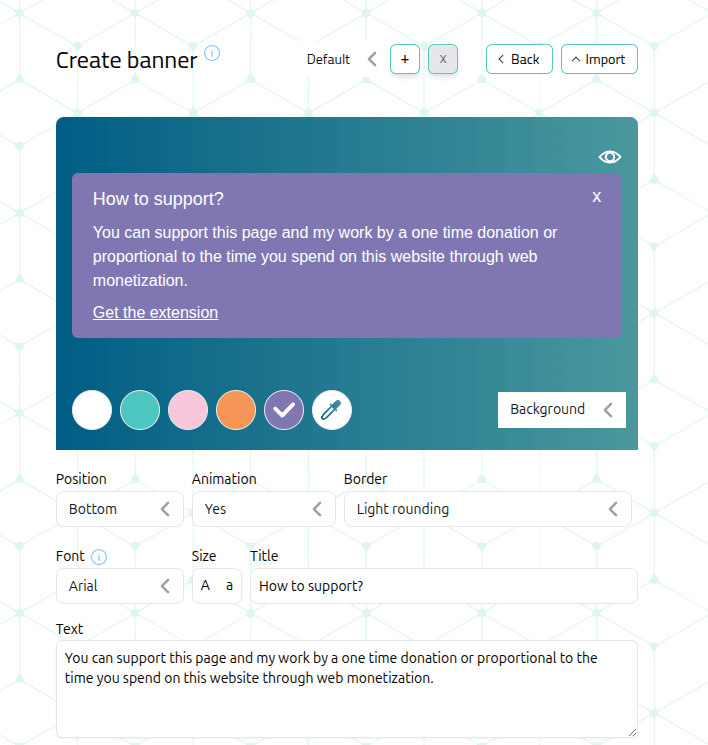 Create banner
Default
+
x
Back
Import
How to support?
X
You can support this page and my work by a one time donation or
proportional to the time you spend on this website through web
monetization.
Get the extension
Background
Position
Animation
Border
Bottom
Yes
Light rounding
Font
Size
Title
Arial
A a
How to support?
Text
You can support this page and my work by a one time donation or proportional to the
time you spend on this website through web monetization.